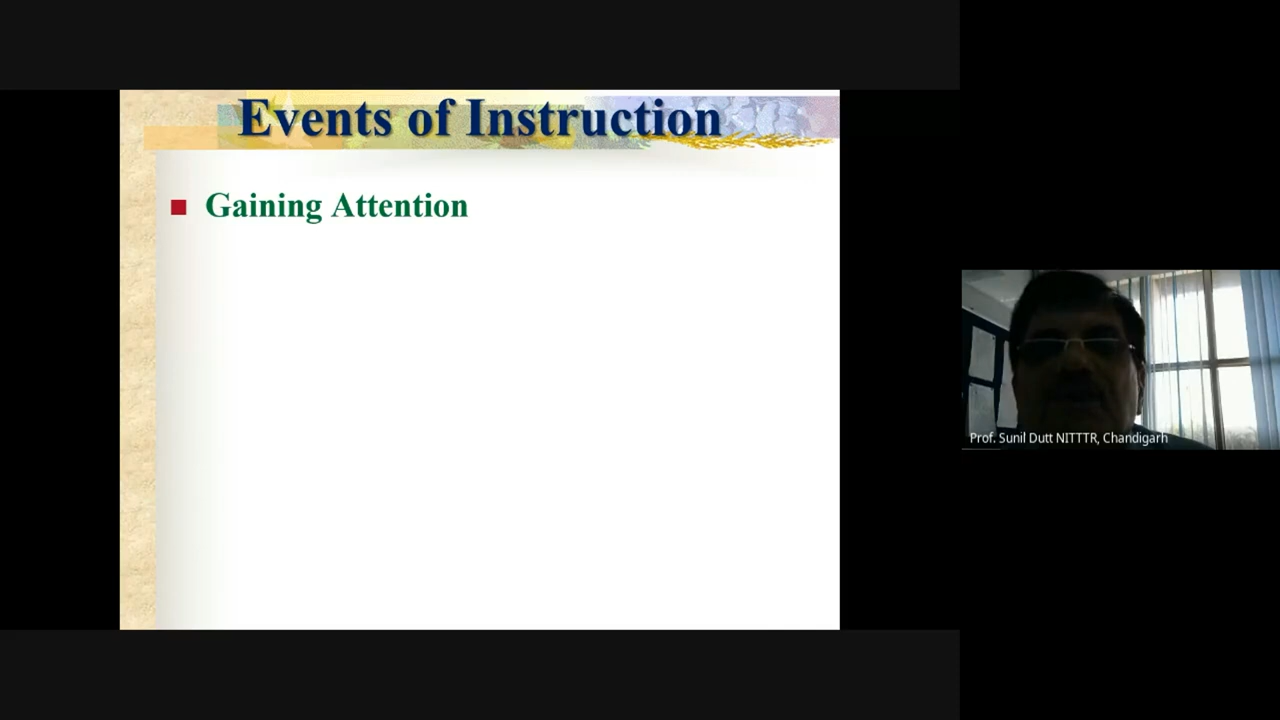 Events of Instruction
Gaining Attention
Prof. Sunil Dutt NITTTR, Chandigarh